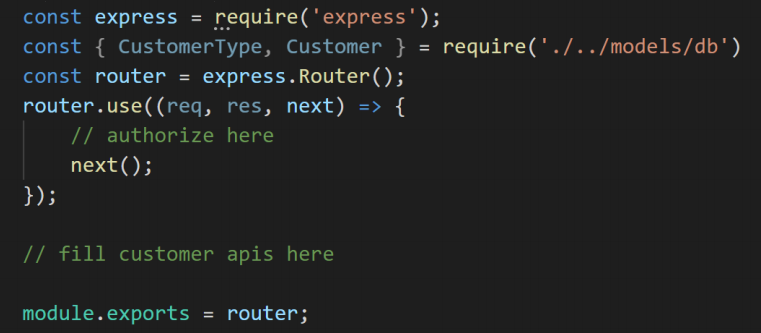 const express = require('express');
const { CustomerType, Customer } = require('./../models/db')
const router = express.Router();
router.use((req, res, next) => {
    // authorize here
    next();
});
// fill customer apis here
module.exports = router;